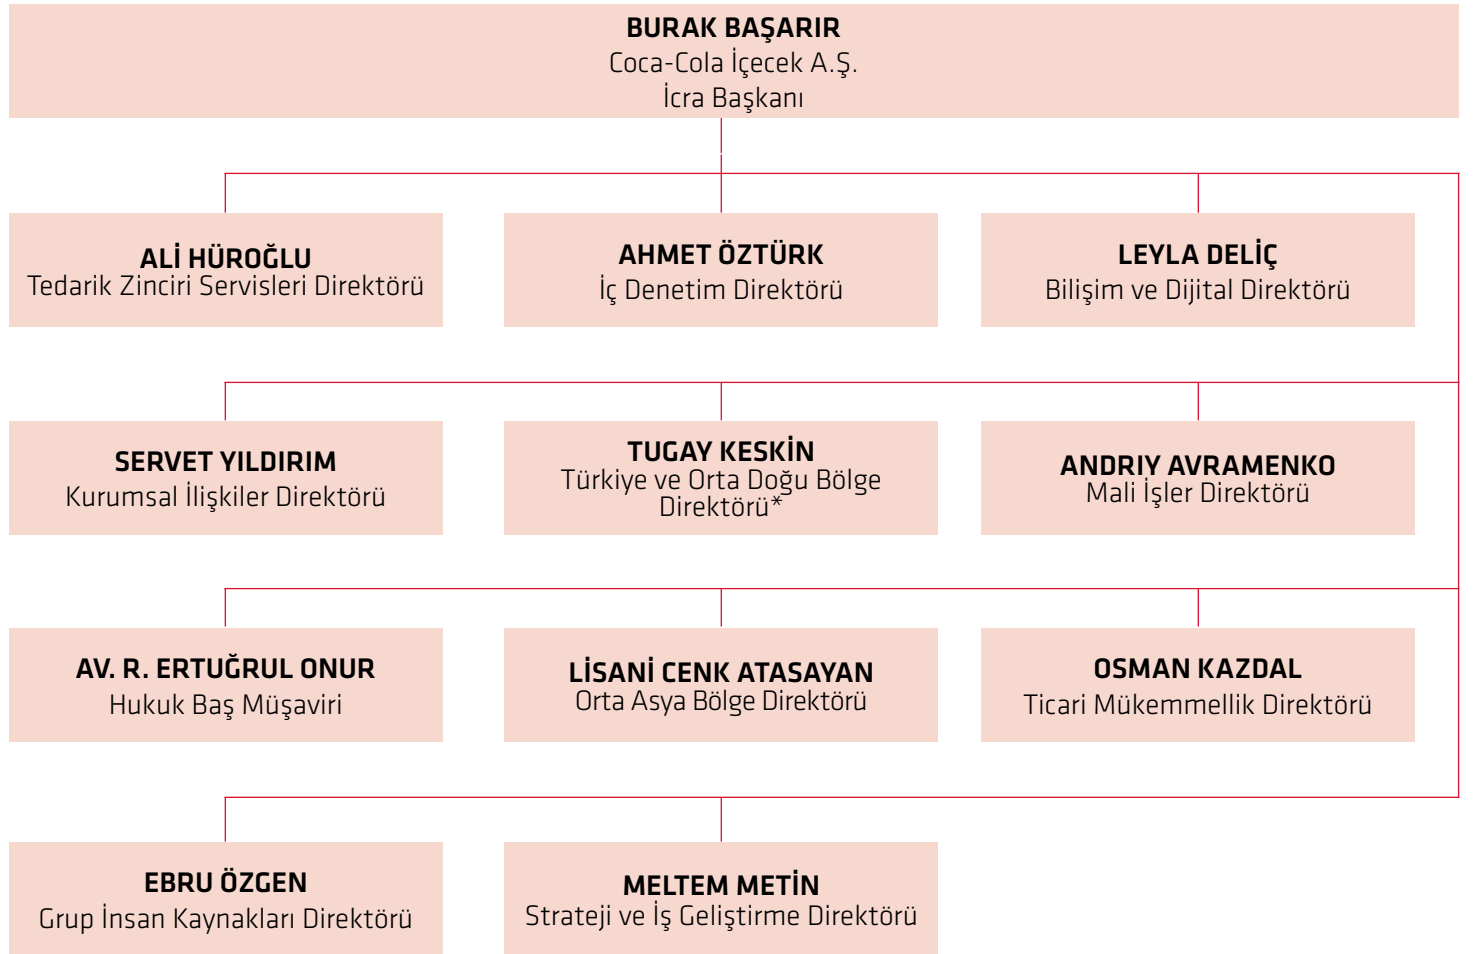 BURAK BAŞARIR
Coca-Cola İçecek A.Ş.
İcra Başkanı
ALİ HÜROĞLU
Tedarik Zinciri Servisleri Direktörü
AHMET ÖZTÜRK
İç Denetim Direktörü
LEYLA DELİÇ
Bilişim ve Dijital Direktörü
SERVET YILDIRIM
Kurumsal İlişkiler Direktörü
TUGAY KESKİN
Türkiye ve Orta Doğu Bölge
Direktörü*
ANDRIY AVRAMENKO
Mali İşler Direktörü
AV. R. ERTUĞRUL ONUR
Hukuk Baş Müşaviri
LİSANİ CENK ATASAYAN
Orta Asya Bölge Direktörü
OSMAN KAZDAL
Ticari Mükemmellik Direktörü
EBRU ÖZGEN
Grup İnsan Kaynakları Direktörü
MELTEM METİN
Strateji ve İş Geliştirme Direktörü